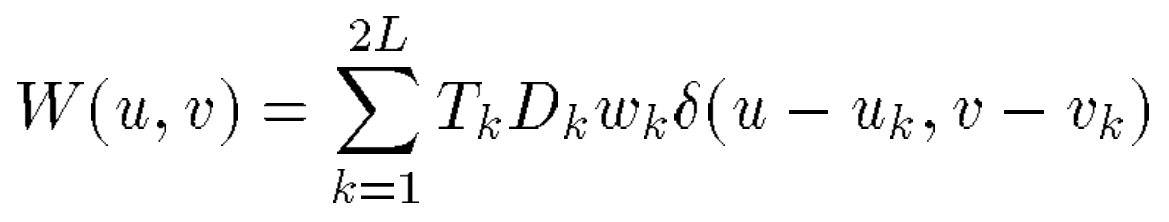 W(u, v) = \sum_{k=1}^{2L} T_k D_k w_k \delta(u - u_k, v - v_k)